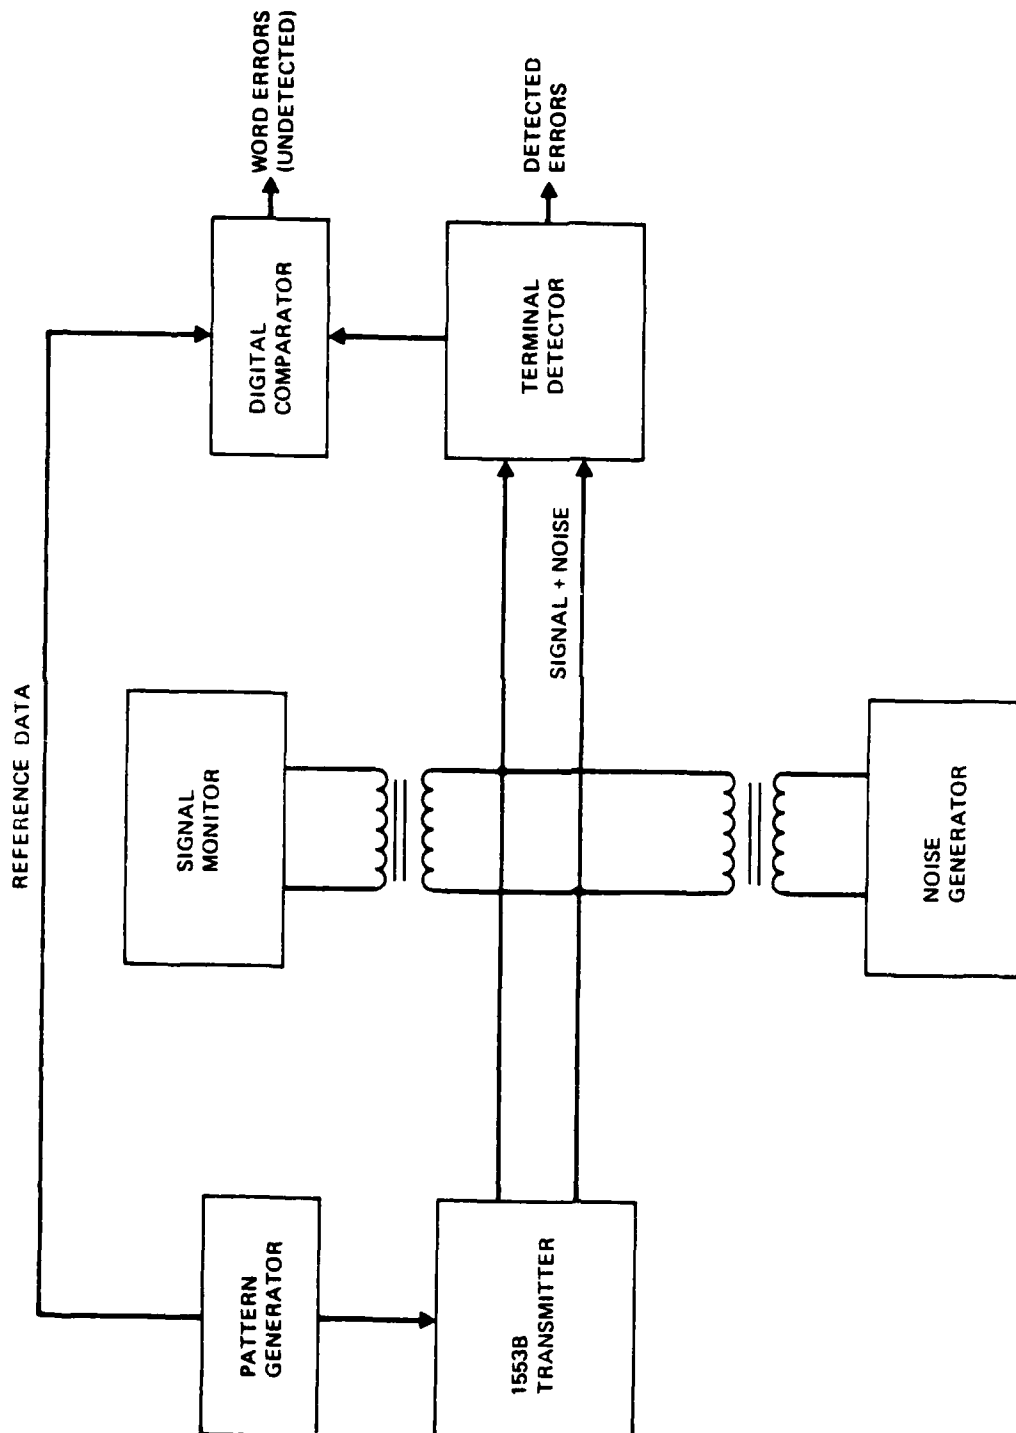 REFERENCE DATA
PATTERN
GENERATOR
SIGNAL
MONITOR
DIGITAL
COMPARATOR
WORD ERRORS
(UNDETECTED)
1553B
TRANSMITTER
SIGNAL + NOISE
TERMINAL
DETECTOR
DETECTED
ERRORS
NOISE
GENERATOR